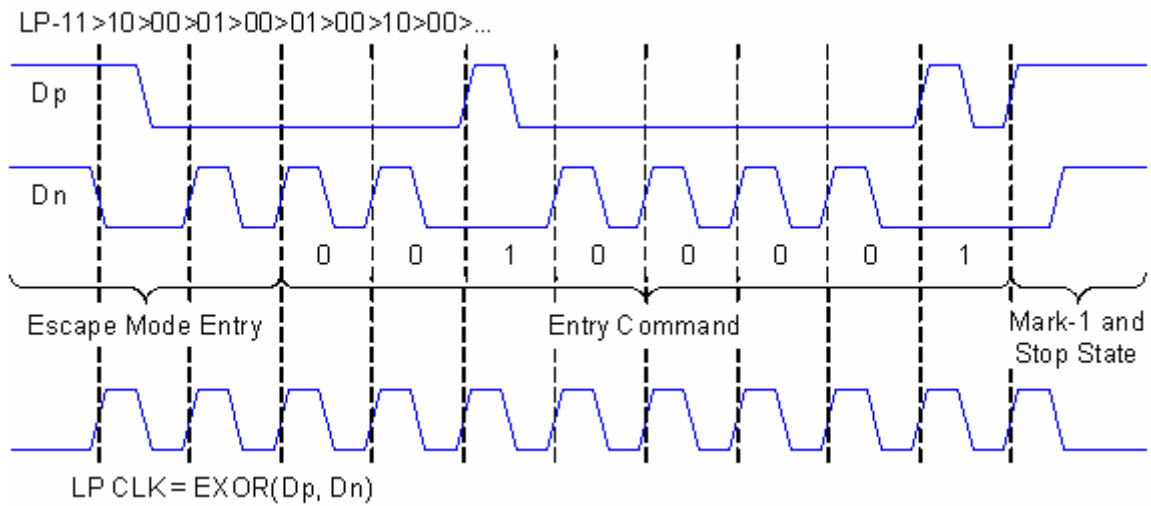 LP-11>10>00>01>00>01>00>10>00>...
Dp
Dn
0 0 1 0 0 0 0 1
Escape Mode Entry
Entry Command
Mark-1 and
Stop State
LP CLK = EXOR(Dp, Dn)